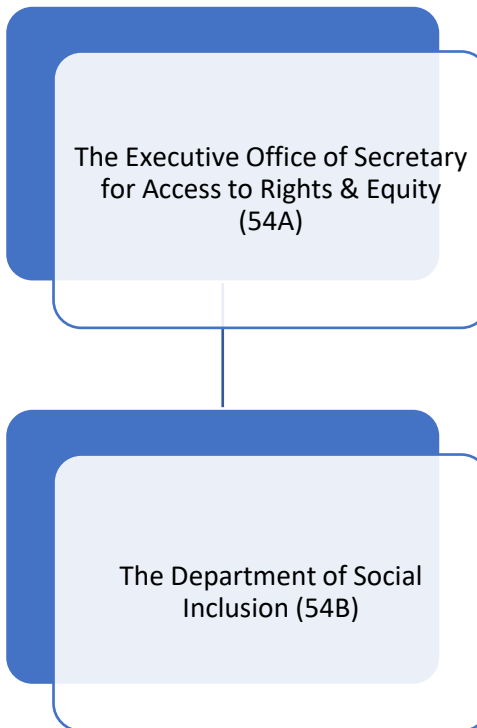 The Executive Office of Secretary
for Access to Rights & Equity
(54A)
The Department of Social
Inclusion (54B)